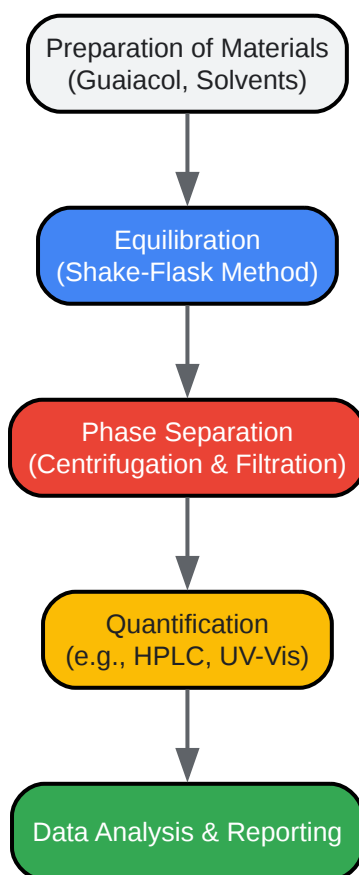 Preparation of Materials
(Guaiacol, Solvents)
Equilibration
(Shake-Flask Method)
Phase Separation
(Centrifugation & Filtration)
Quantification
(e.g., HPLC, UV-Vis)
Data Analysis & Reporting